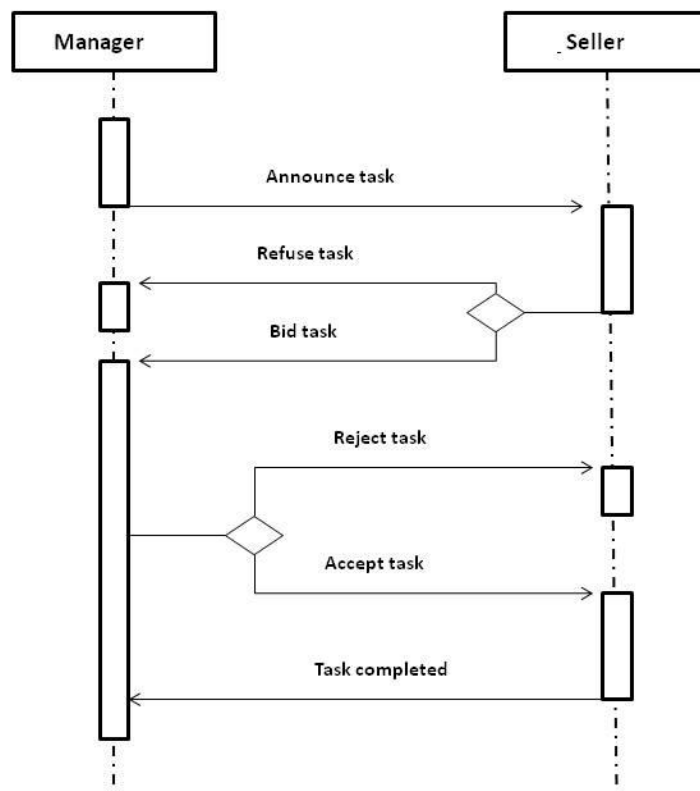 Manager
Seller
Announce task
Refuse task
Bid task
Reject task
Accept task
Task completed